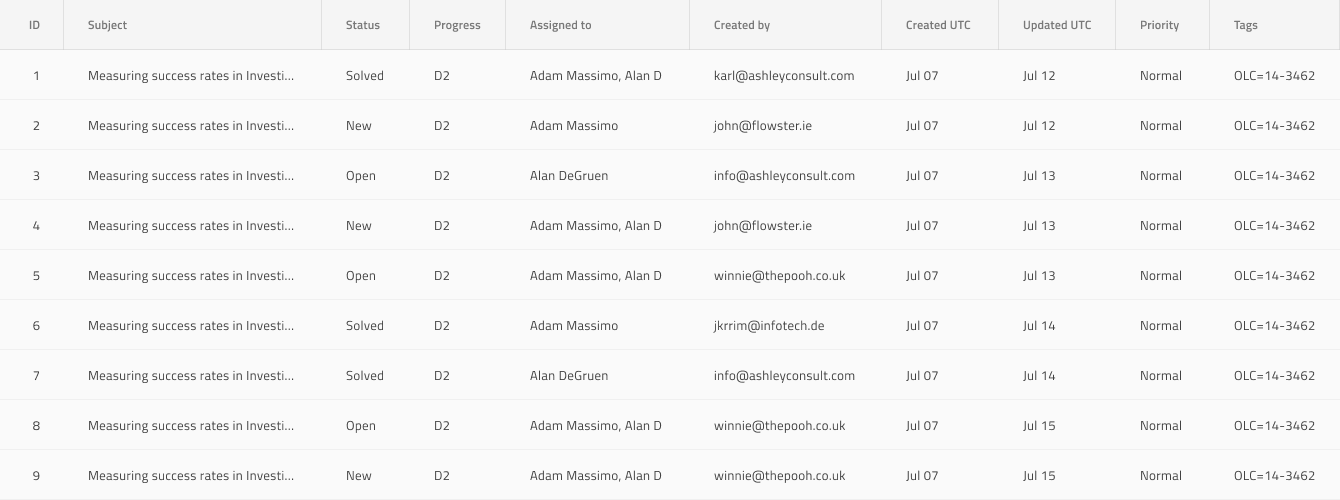 ID Subject Status Progress Assigned to Created by Created UTC Updated UTC Priority Tags
1 Measuring success rates in Investi... Solved D2 Adam Massimo, Alan D karl@ashleyconsult.com Jul 07 Jul 12 Normal OLC=14-3462
2 Measuring success rates in Investi... New D2 Adam Massimo john@flowster.ie Jul 07 Jul 12 Normal OLC=14-3462
3 Measuring success rates in Investi... Open D2 Alan DeGruen info@ashleyconsult.com Jul 07 Jul 13 Normal OLC=14-3462
4 Measuring success rates in Investi... New D2 Adam Massimo, Alan D john@flowster.ie Jul 07 Jul 13 Normal OLC=14-3462
5 Measuring success rates in Investi... Open D2 Adam Massimo, Alan D winnie@thepooh.co.uk Jul 07 Jul 13 Normal OLC=14-3462
6 Measuring success rates in Investi... Solved D2 Adam Massimo jkrrim@infotech.de Jul 07 Jul 14 Normal OLC=14-3462
7 Measuring success rates in Investi... Solved D2 Alan DeGruen info@ashleyconsult.com Jul 07 Jul 14 Normal OLC=14-3462
8 Measuring success rates in Investi... Open D2 Adam Massimo, Alan D winnie@thepooh.co.uk Jul 07 Jul 15 Normal OLC=14-3462
9 Measuring success rates in Investi... New D2 Adam Massimo, Alan D winnie@thepooh.co.uk Jul 07 Jul 15 Normal OLC=14-3462